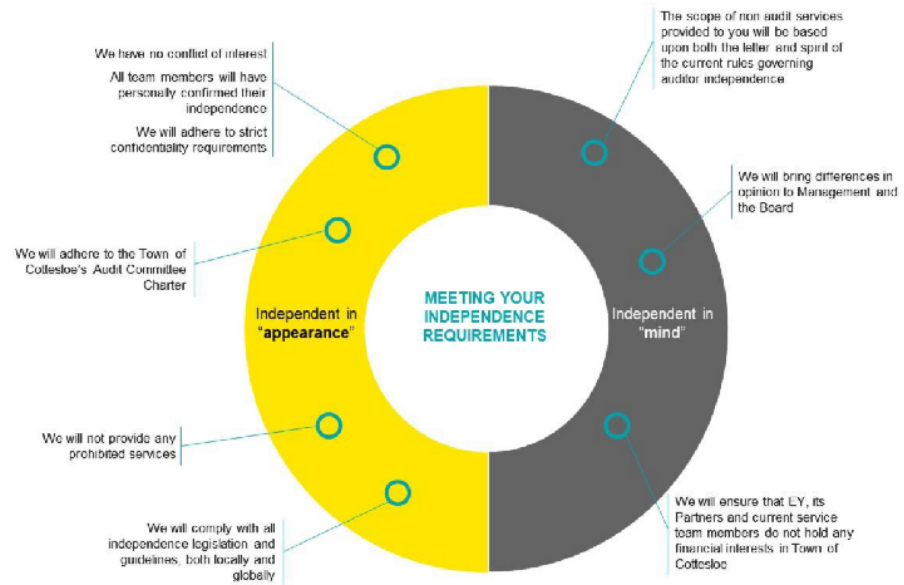 We have no conflict of interest
All team members will have
personally confirmed their
independence
We will adhere to strict
confidentiality requirements
We will adhere to the Town of
Cottesloe's Audit Committee
Charter
Independent in
"appearance"
We will not provide any
prohibited services
We will comply with all
independence legislation and
guidelines, both locally and
globally
MEETING YOUR
INDEPENDENCE
REQUIREMENTS
The scope of non audit services
provided to you will be based
upon both the letter and spirit of
the current rules governing
auditor independence
We will bring differences in
opinion to Management and
the Board
Independent in
"mind"
We will ensure that EY, its
Partners and current service
team members do not hold any
financial interests in Town of
Cottesloe